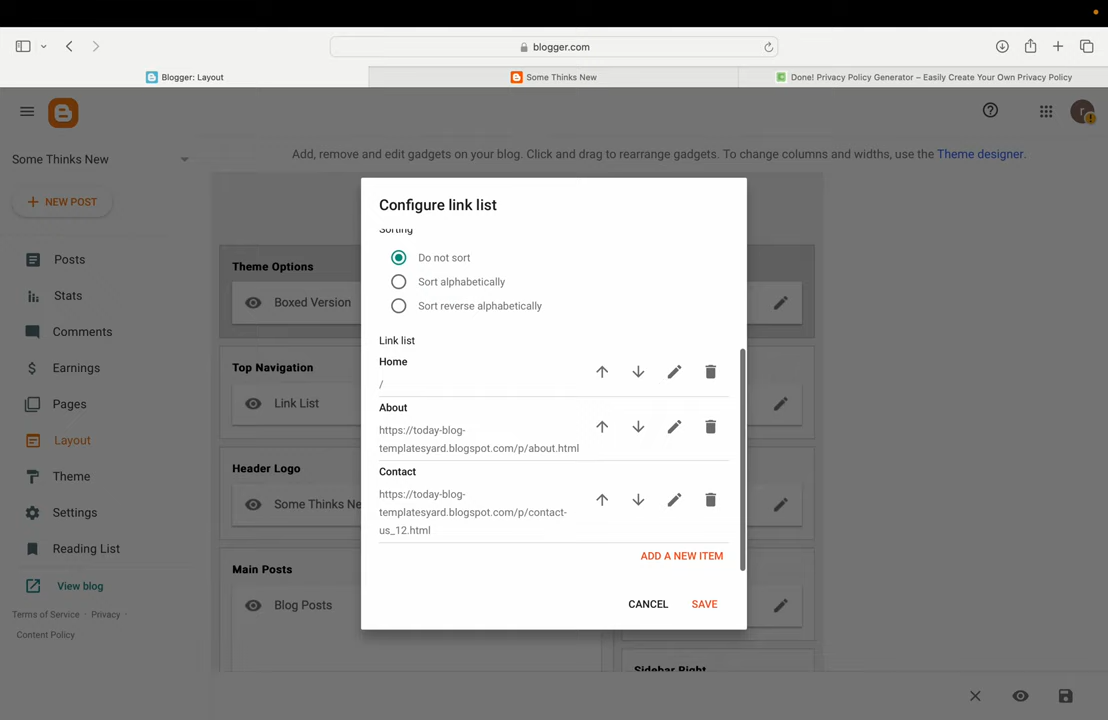 blogger.com
Blogger: Layout
Some Thinks New
Done! Privacy Policy Generator – Easily Create Your Own Privacy Policy
r
!
Some Thinks New
Add, remove and edit gadgets on your blog. Click and drag to rearrange gadgets. To change columns and widths, use the Theme designer.
NEW POST
Posts
Stats
Comments
Earnings
Pages
Layout
Theme
Settings
Reading List
View blog
Terms of Service · Privacy ·
Content Policy
Theme Options
Boxed Version
Top Navigation
Link List
Header Logo
Some Thinks Ne
Main Posts
Blog Posts
Sidebar Right
Configure link list
Sorting
Do not sort
Sort alphabetically
Sort reverse alphabetically
Link list
Home
/
About
https://today-blog-
templatesyard.blogspot.com/p/about.html
Contact
https://today-blog-
templatesyard.blogspot.com/p/contact-
us_12.html
ADD A NEW ITEM
CANCEL
SAVE